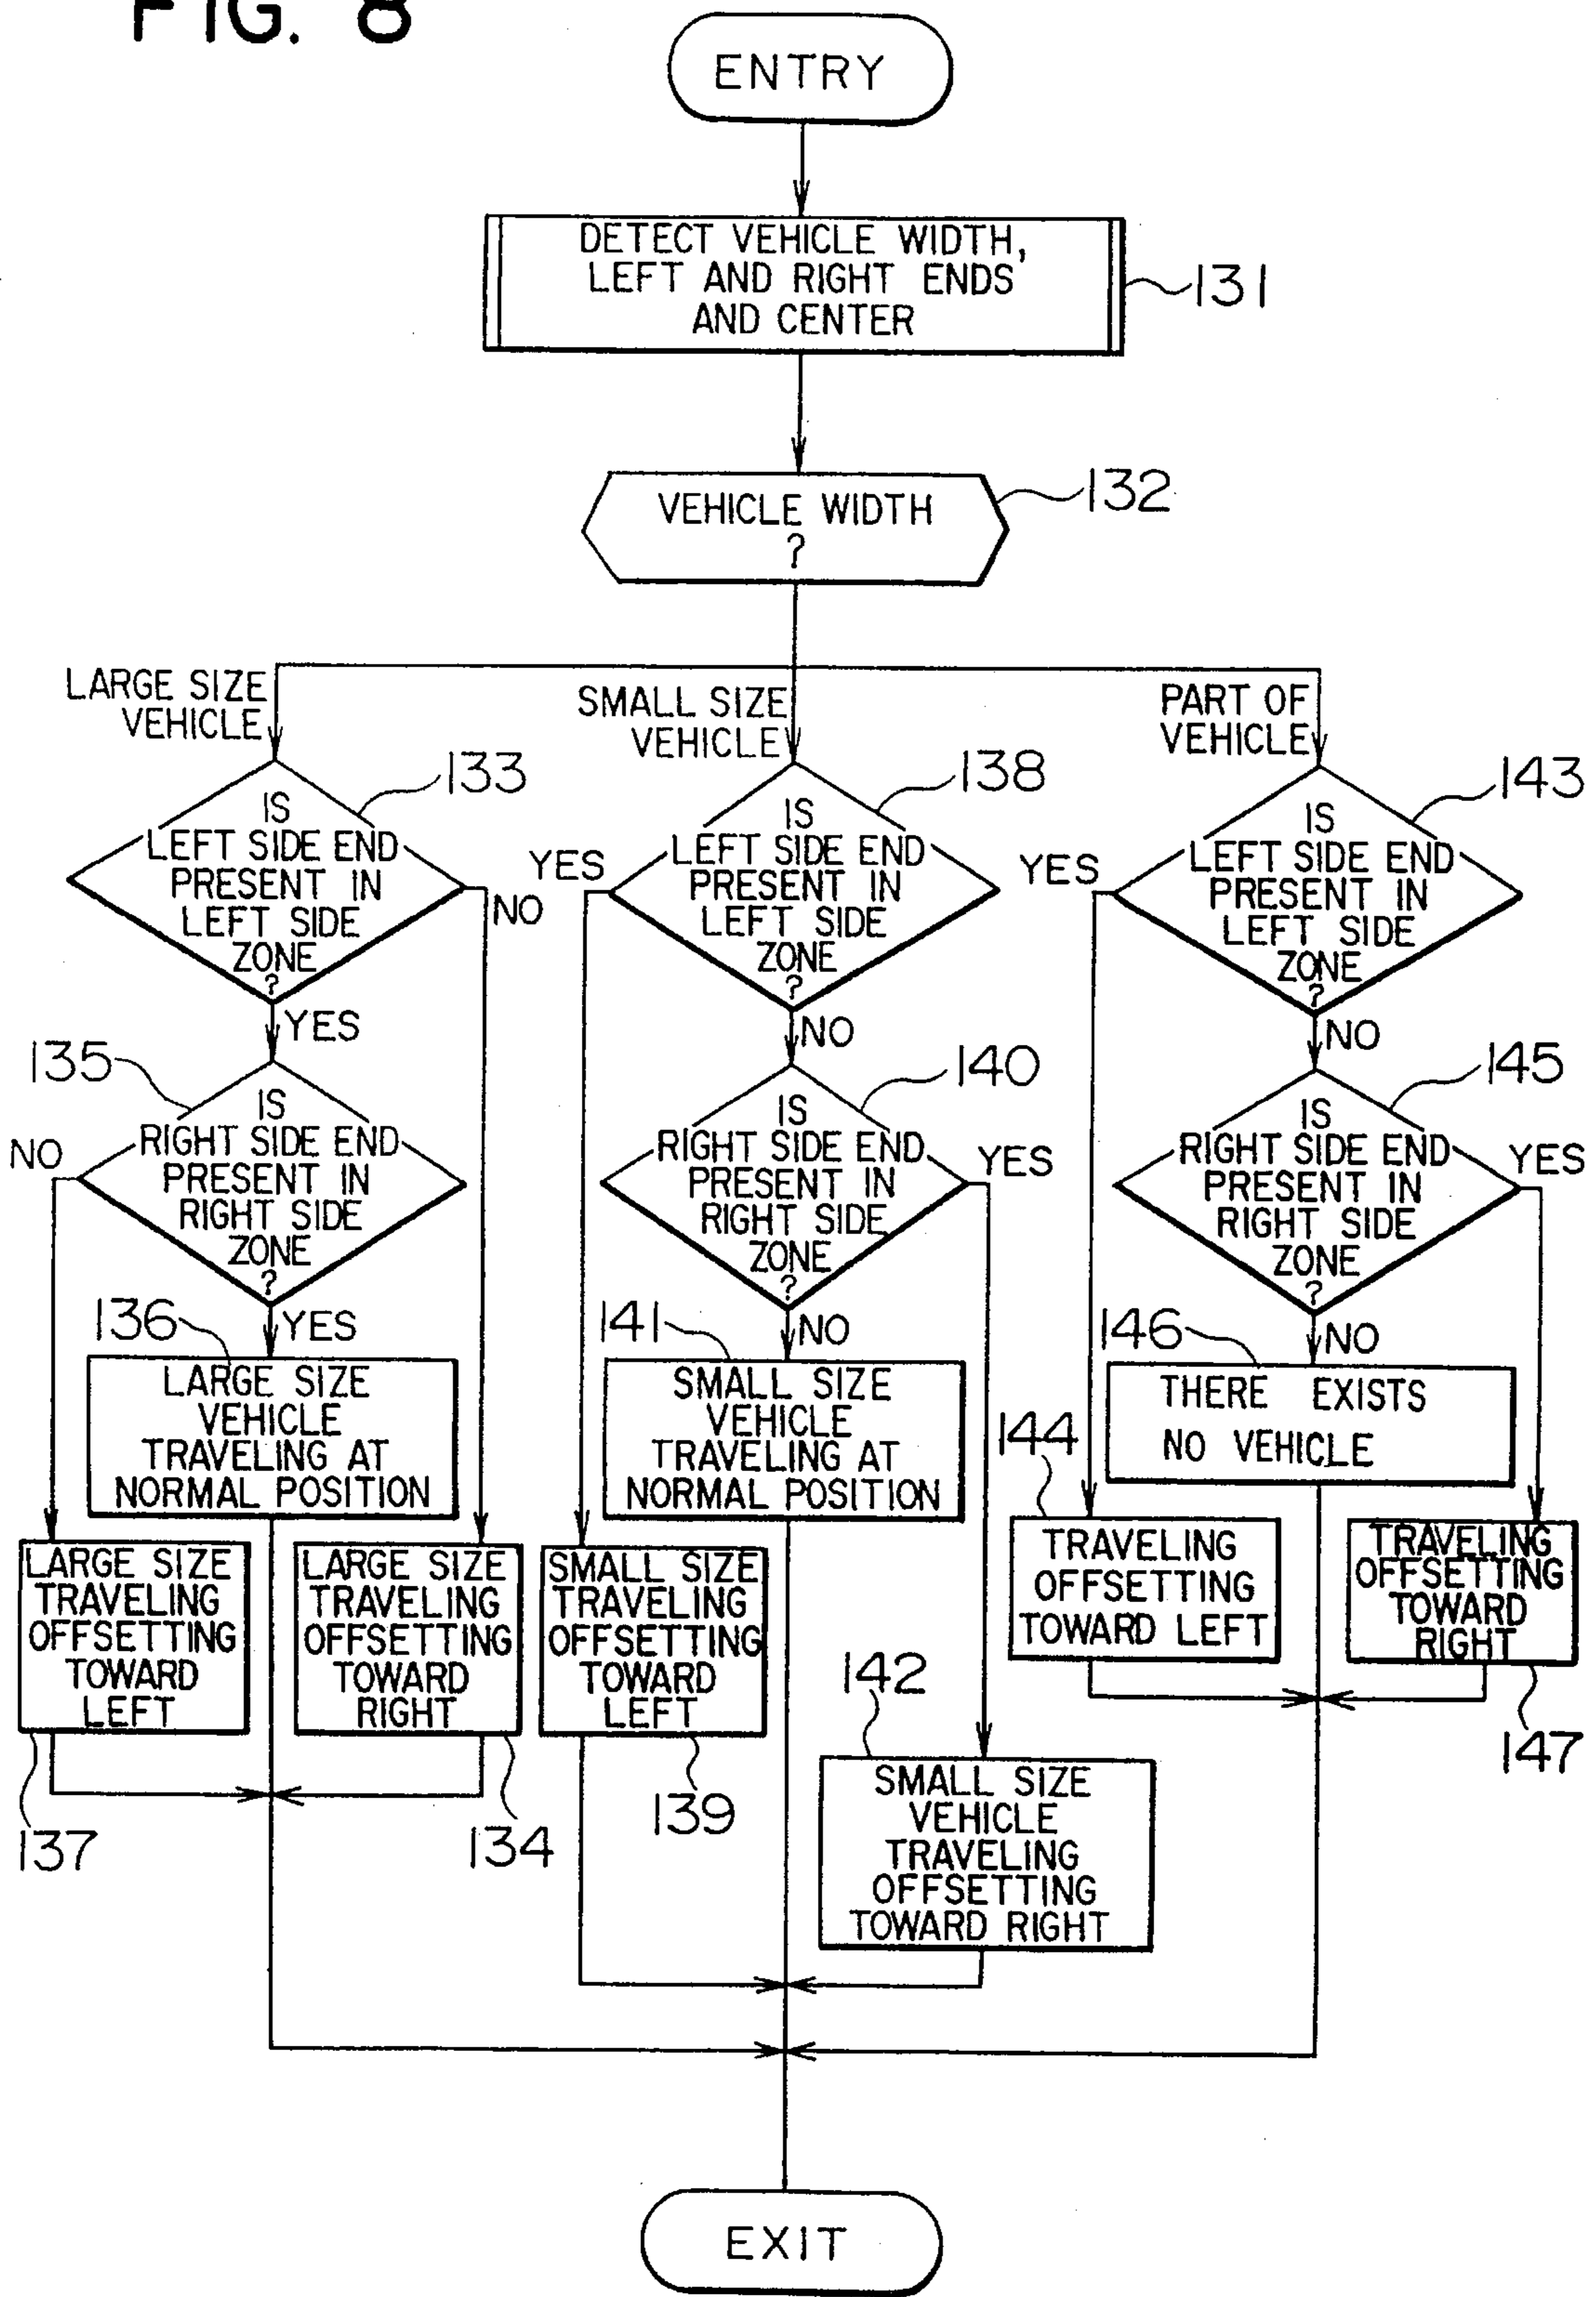 FIG. 8
ENTRY
DETECT VEHICLE WIDTH,
LEFT AND RIGHT ENDS
AND CENTER
131
VEHICLE WIDTH
?
132
LARGE SIZE
VEHICLE
SMALL SIZE
VEHICLE
PART OF
VEHICLE
133
IS
LEFT SIDE END
PRESENT IN
LEFT SIDE
ZONE
?
NO
YES
138
IS
LEFT SIDE END
PRESENT IN
LEFT SIDE
ZONE
?
YES
NO
143
IS
LEFT SIDE END
PRESENT IN
LEFT SIDE
ZONE
?
YES
NO
135
IS
RIGHT SIDE END
PRESENT IN
RIGHT SIDE
ZONE
?
NO
YES
140
IS
RIGHT SIDE END
PRESENT IN
RIGHT SIDE
ZONE
?
YES
NO
145
IS
RIGHT SIDE END
PRESENT IN
RIGHT SIDE
ZONE
?
YES
NO
136
LARGE SIZE
VEHICLE
TRAVELING AT
NORMAL POSITION
141
SMALL SIZE
VEHICLE
TRAVELING AT
NORMAL POSITION
146
THERE EXISTS
NO VEHICLE
LARGE SIZE
TRAVELING
OFFSETTING
TOWARD
LEFT
137
LARGE SIZE
TRAVELING
OFFSETTING
TOWARD
RIGHT
134
SMALL SIZE
TRAVELING
OFFSETTING
TOWARD
LEFT
139
142
SMALL SIZE
VEHICLE
TRAVELING
OFFSETTING
TOWARD RIGHT
144
TRAVELING
OFFSETTING
TOWARD LEFT
TRAVELING
OFFSETTING
TOWARD
RIGHT
147
EXIT